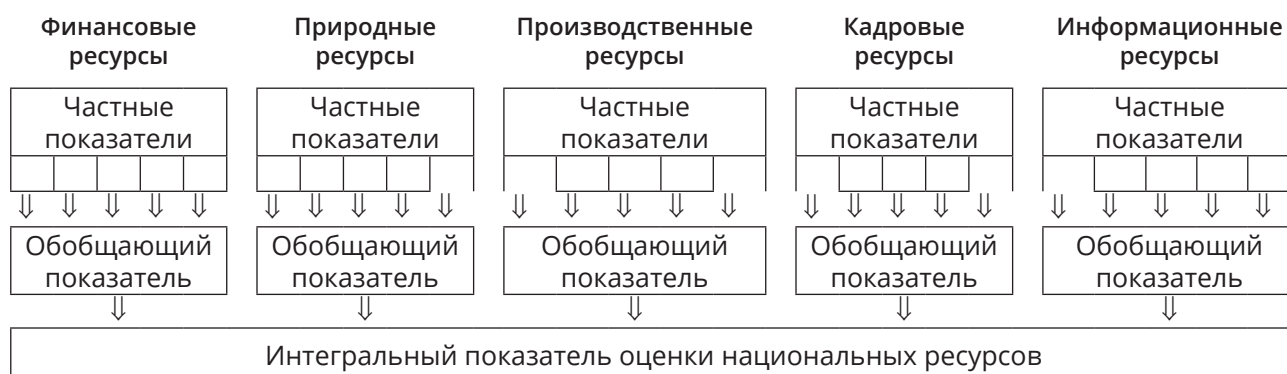 Финансовые ресурсы
Природные ресурсы
Производственные ресурсы
Кадровые ресурсы
Информационные ресурсы
Частные показатели
Частные показатели
Частные показатели
Частные показатели
Частные показатели
Обобщающий показатель
Обобщающий показатель
Обобщающий показатель
Обобщающий показатель
Обобщающий показатель
Интегральный показатель оценки национальных ресурсов